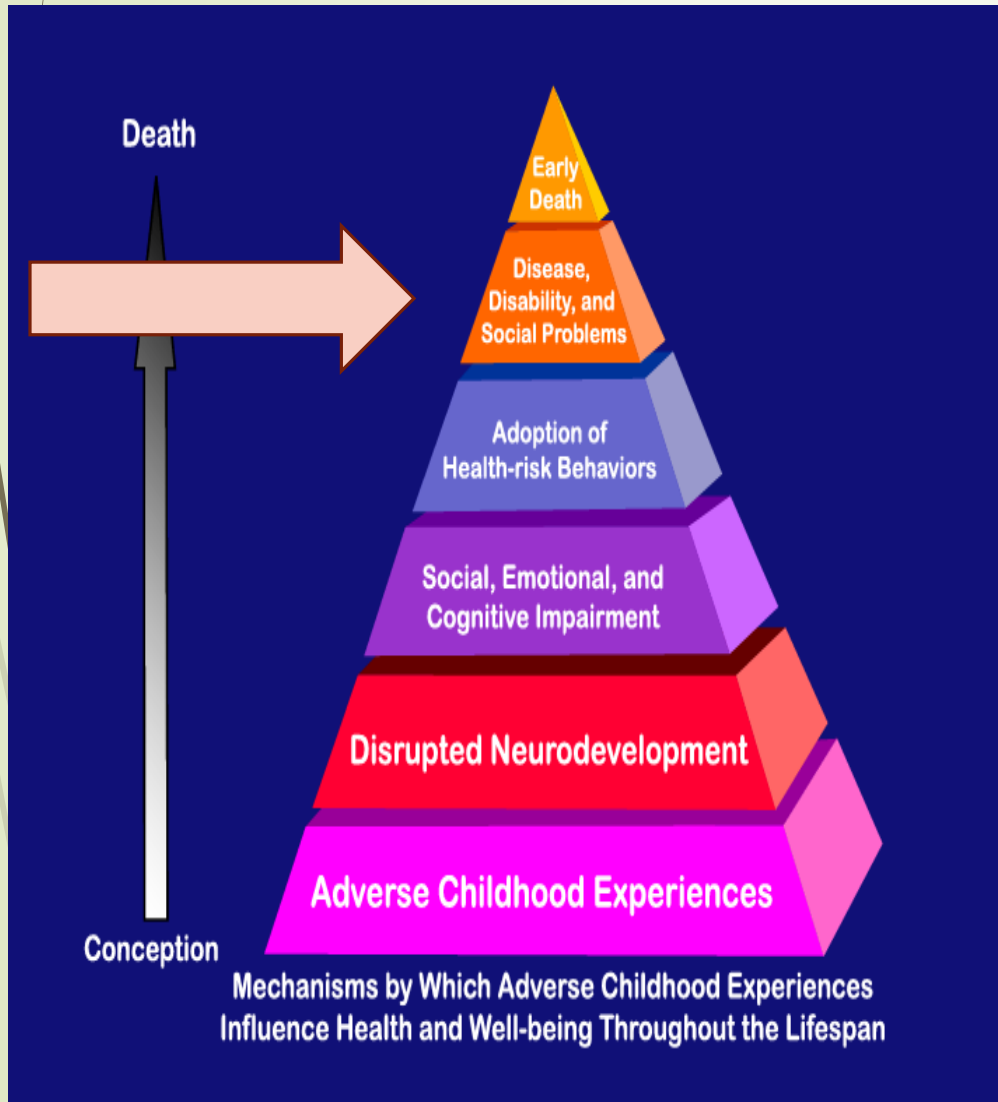 Death
Early
Death
Disease,
Disability, and
Social Problems
Adoption of
Health-risk Behaviors
Social, Emotional, and
Cognitive Impairment
Disrupted Neurodevelopment
Adverse Childhood Experiences
Conception
Mechanisms by Which Adverse Childhood Experiences
Influence Health and Well-being Throughout the Lifespan